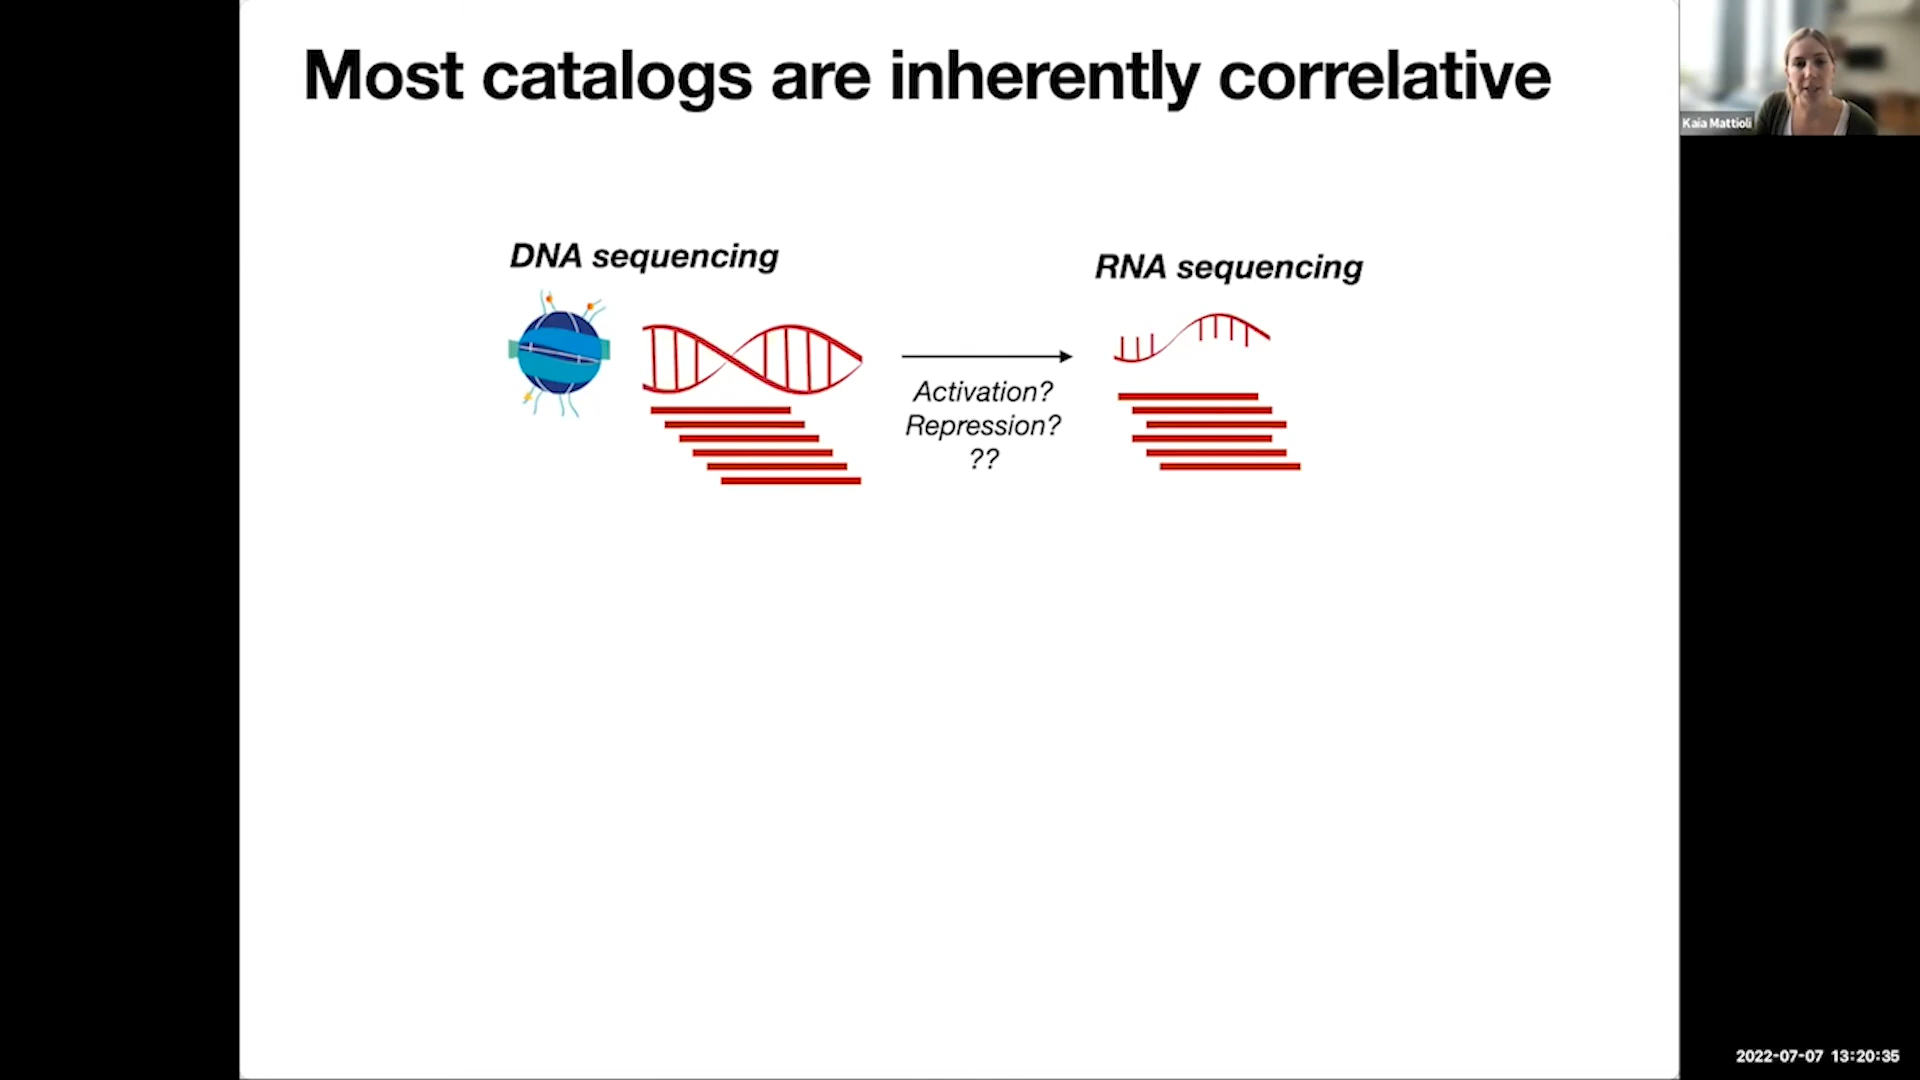 Most catalogs are inherently correlative
Kaia Mattioli
DNA sequencing
RNA sequencing
Activation?
Repression?
??
2022-07-07 13:20:35